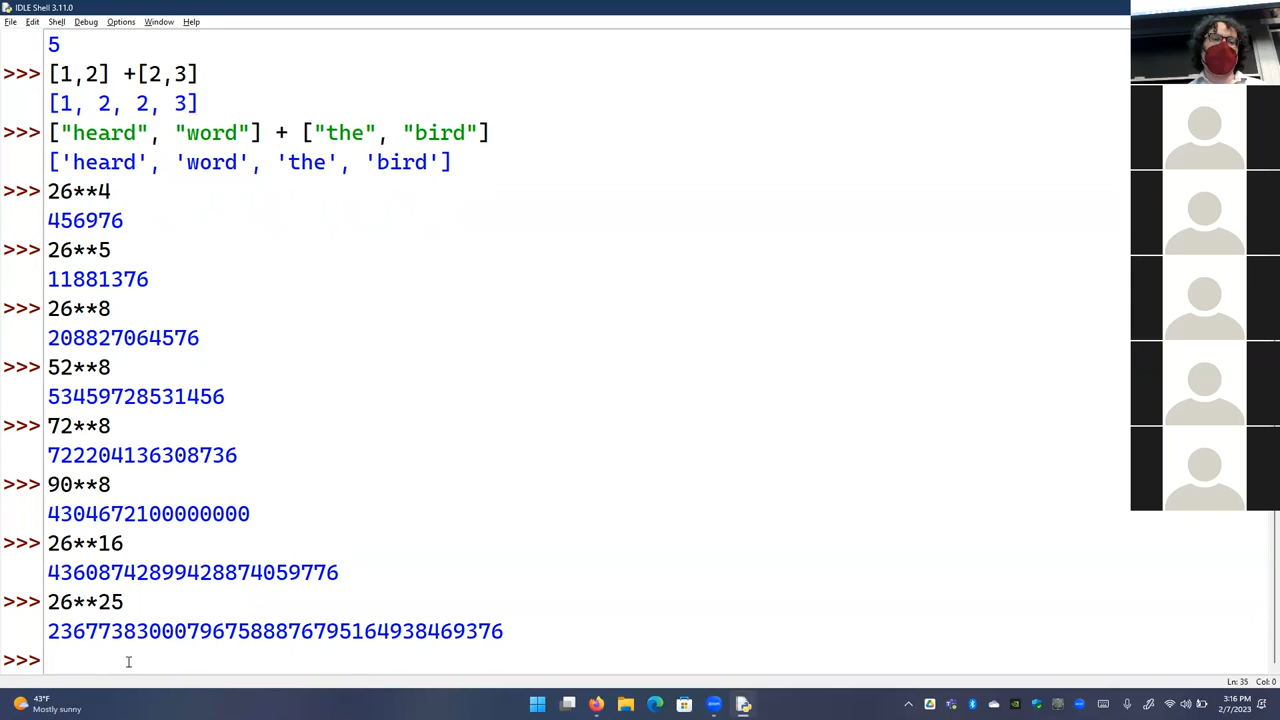 IDLE Shell 3.11.0
File Edit Shell Debug Options Window Help
5
>>> [1,2] +[2,3]
[1, 2, 2, 3]
>>> ["heard", "word"] + ["the", "bird"]
['heard', 'word', 'the', 'bird']
>>> 26**4
456976
>>> 26**5
11881376
>>> 26**8
208827064576
>>> 52**8
53459728531456
>>> 72**8
722204136308736
>>> 90**8
4304672100000000
>>> 26**16
43608742899428874059776
>>> 26**25
236773830007967588876795164938469376
>>>
Ln: 35 Col: 0
43°F
Mostly sunny
3:16 PM
2/7/2023